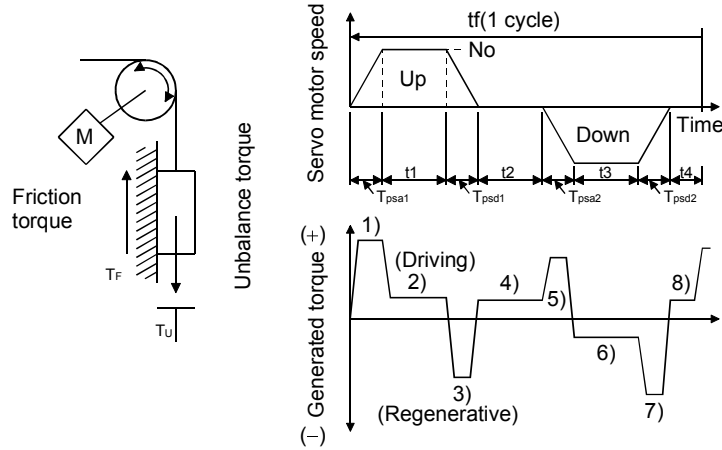 M
Friction
torque
TF
TU
Unbalance torque
Servo motor speed
tf(1 cycle)
No
Up
Down
Time
Tpsa1
t1
Tpsd1
t2
Tpsa2
t3
Tpsd2
t4
Generated torque
(+)
(−)
(Driving)
(Regenerative)
1)
2)
3)
4)
5)
6)
7)
8)